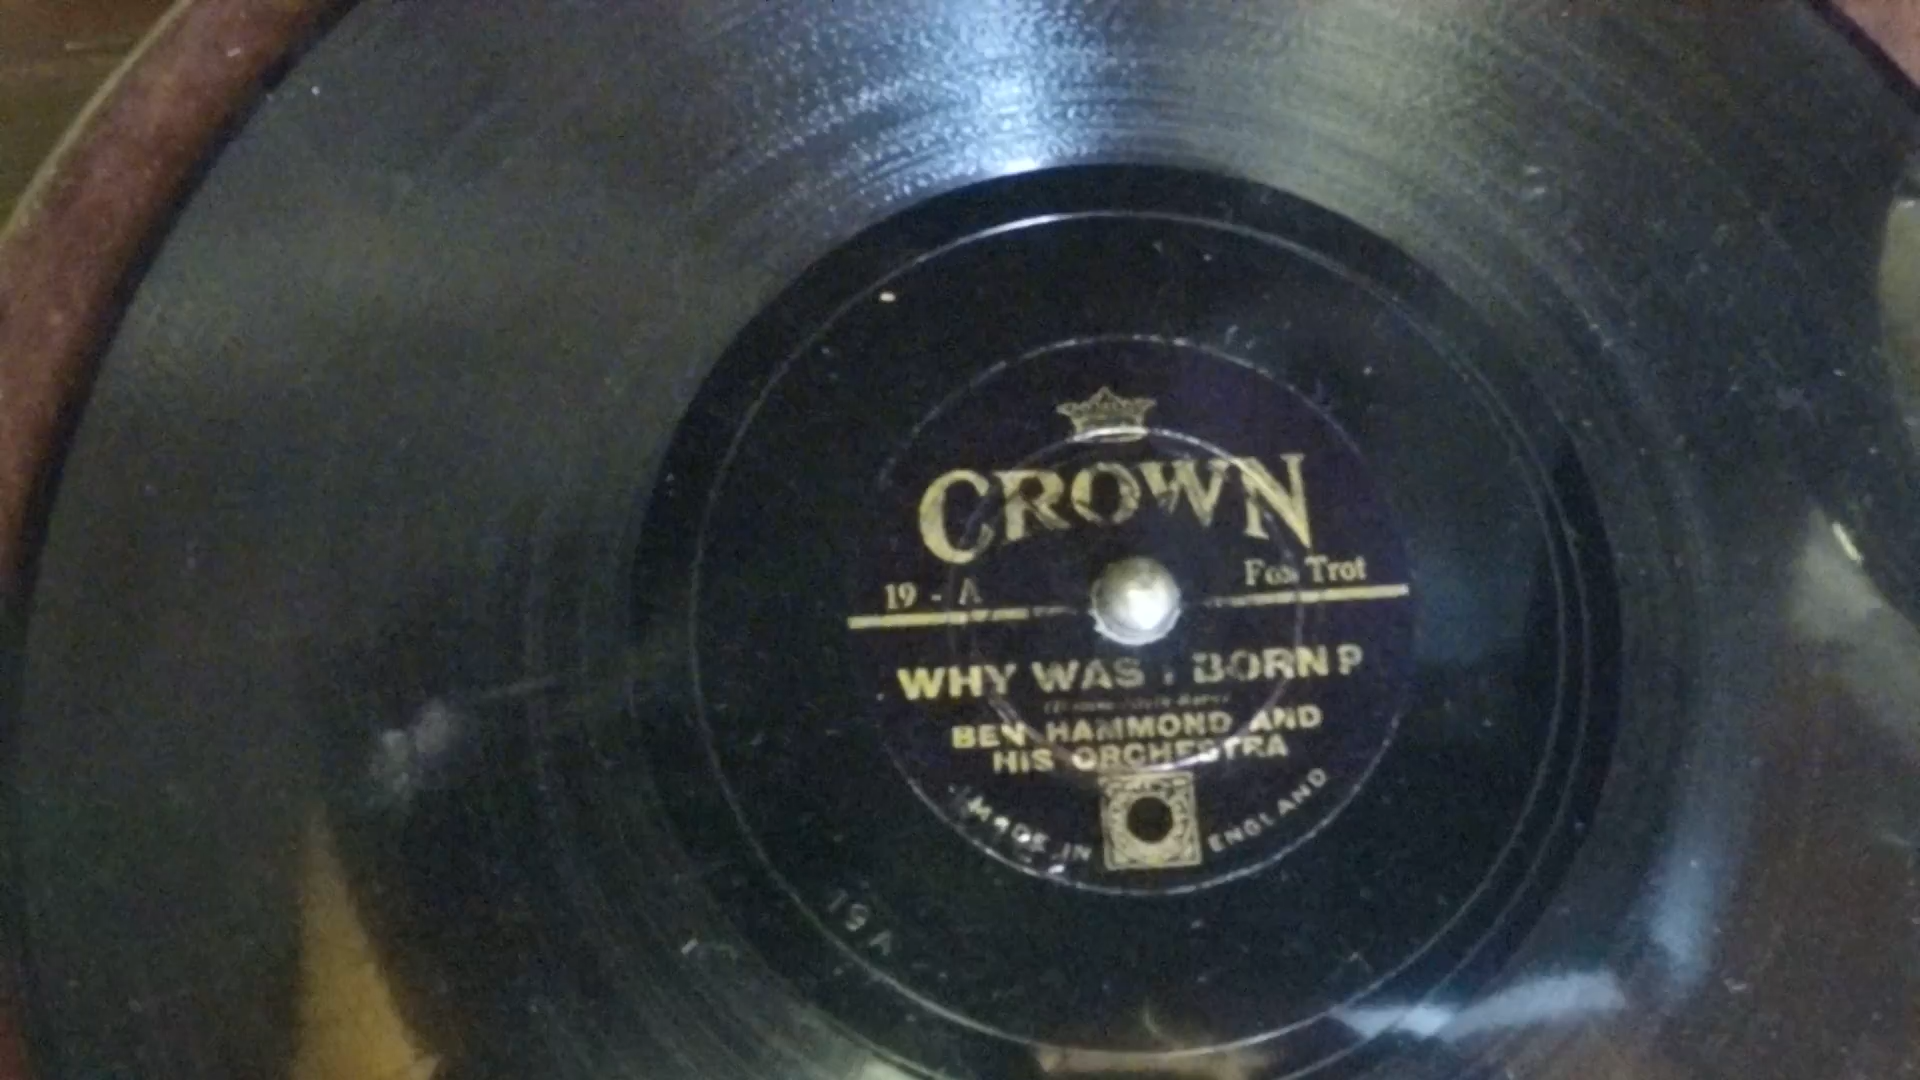 CROWN
19 - A
Fox Trot
WHY WAS I BORN?
BEN HAMMOND AND
HIS ORCHESTRA
MADE IN ENGLAND
19A